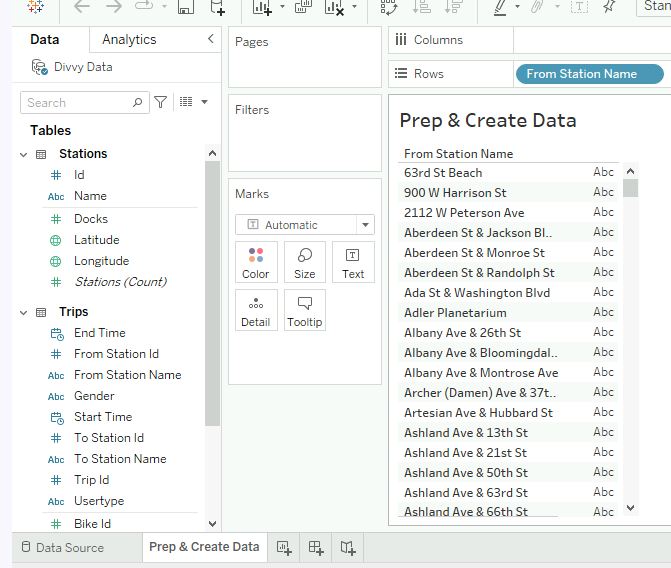 Stan
Data
Analytics
Divvy Data
Search
Tables
Stations
# Id
Abc Name
# Docks
Latitude
Longitude
# Stations (Count)
Trips
End Time
# From Station Id
Abc From Station Name
Abc Gender
Start Time
# To Station Id
Abc To Station Name
# Trip Id
Abc Usertype
# Bike Id
Pages
Filters
Marks
T Automatic
Color
Size
T Text
Detail
Tooltip
Columns
Rows
From Station Name
Prep & Create Data
From Station Name
63rd St Beach Abc
900 W Harrison St Abc
2112 W Peterson Ave Abc
Aberdeen St & Jackson Bl.. Abc
Aberdeen St & Monroe St Abc
Aberdeen St & Randolph St Abc
Ada St & Washington Blvd Abc
Adler Planetarium Abc
Albany Ave & 26th St Abc
Albany Ave & Bloomingdal.. Abc
Albany Ave & Montrose Ave Abc
Archer (Damen) Ave & 37t.. Abc
Artesian Ave & Hubbard St Abc
Ashland Ave & 13th St Abc
Ashland Ave & 21st St Abc
Ashland Ave & 50th St Abc
Ashland Ave & 63rd St Abc
Ashland Ave & 66th St Abc
Data Source
Prep & Create Data